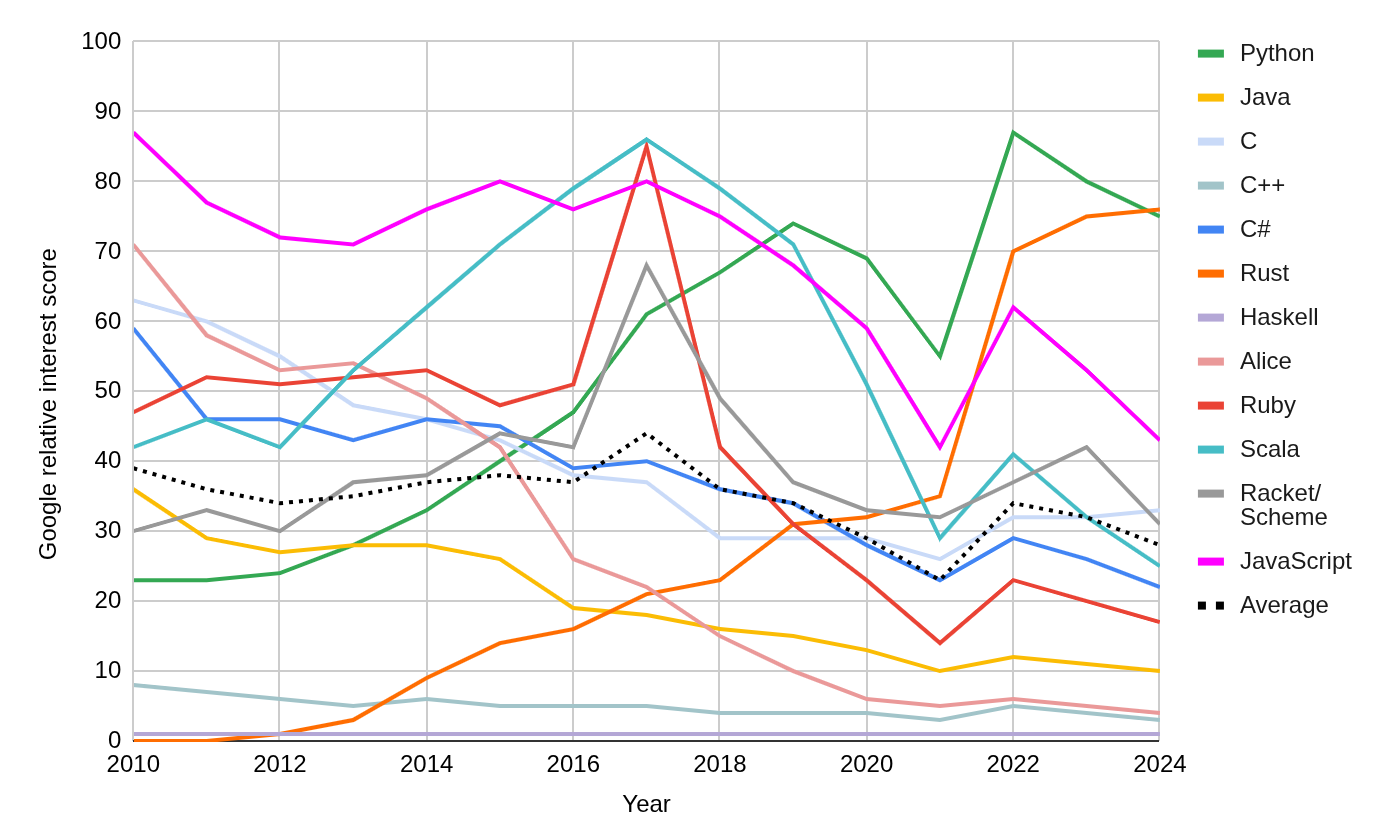 100
90
80
70
60
50
40
30
20
10
0
Google relative interest score
2010 2012 2014 2016 2018 2020 2022 2024
Year
Python
Java
C
C++
C#
Rust
Haskell
Alice
Ruby
Scala
Racket/
Scheme
JavaScript
Average